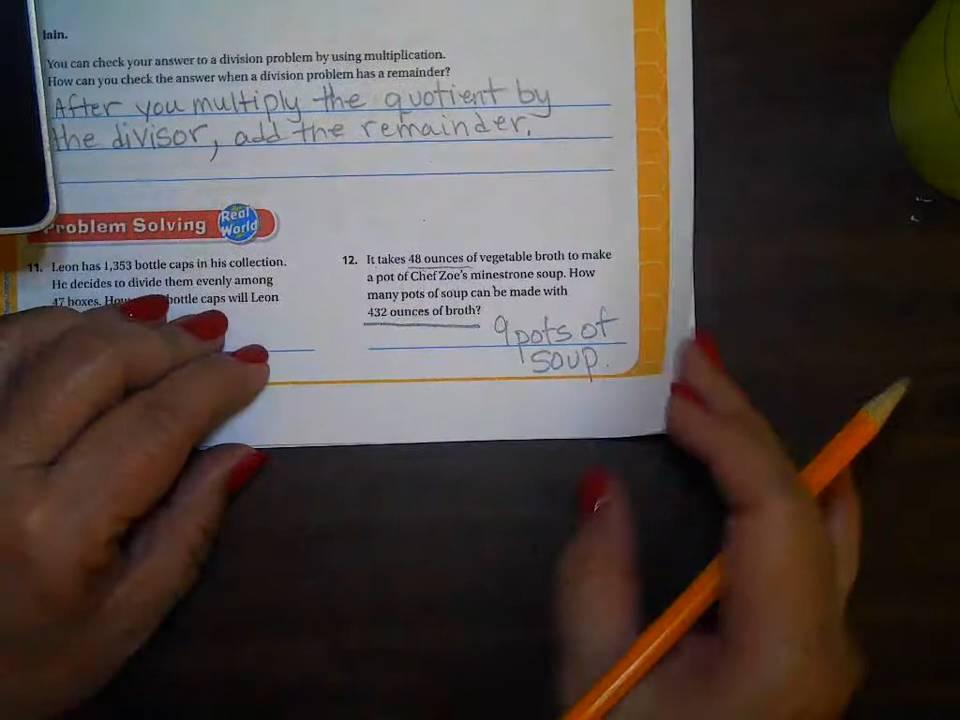 lain.
You can check your answer to a division problem by using multiplication.
How can you check the answer when a division problem has a remainder?
After you multiply the quotient by
the divisor, add the remainder.
Problem Solving Real World
11. Leon has 1,353 bottle caps in his collection.
He decides to divide them evenly among
47 boxes. bottle caps will Leon
12. It takes 48 ounces of vegetable broth to make
a pot of Chef Zoe's minestrone soup. How
many pots of soup can be made with
432 ounces of broth?
9 pots of
soup.